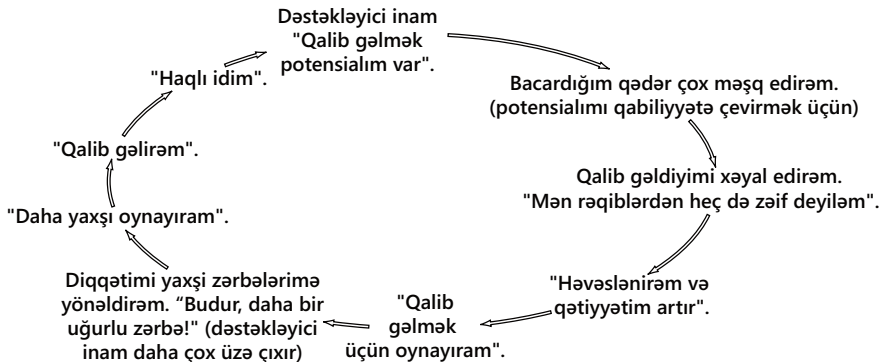 Dəstəkləyici inam
"Qalib gəlmək
potensialım var".
Bacardığım qədər çox məşq edirəm.
(potensialımı qabiliyyətə çevirmək üçün)
Qalib gəldiyimi xəyal edirəm.
"Mən rəqiblərdən heç də zəif deyiləm".
"Həvəslənirəm və
qətiyyətim artır".
"Qalib
gəlmək
üçün oynayıram".
Diqqətimi yaxşi zərbələrimə
yönəldirəm. “Budur, daha bir
uğurlu zərbə!" (dəstəkləyici
inam daha çox üzə çıxır)
"Daha yaxşı oynayıram".
"Qalib gəlirəm".
"Haqlı idim".